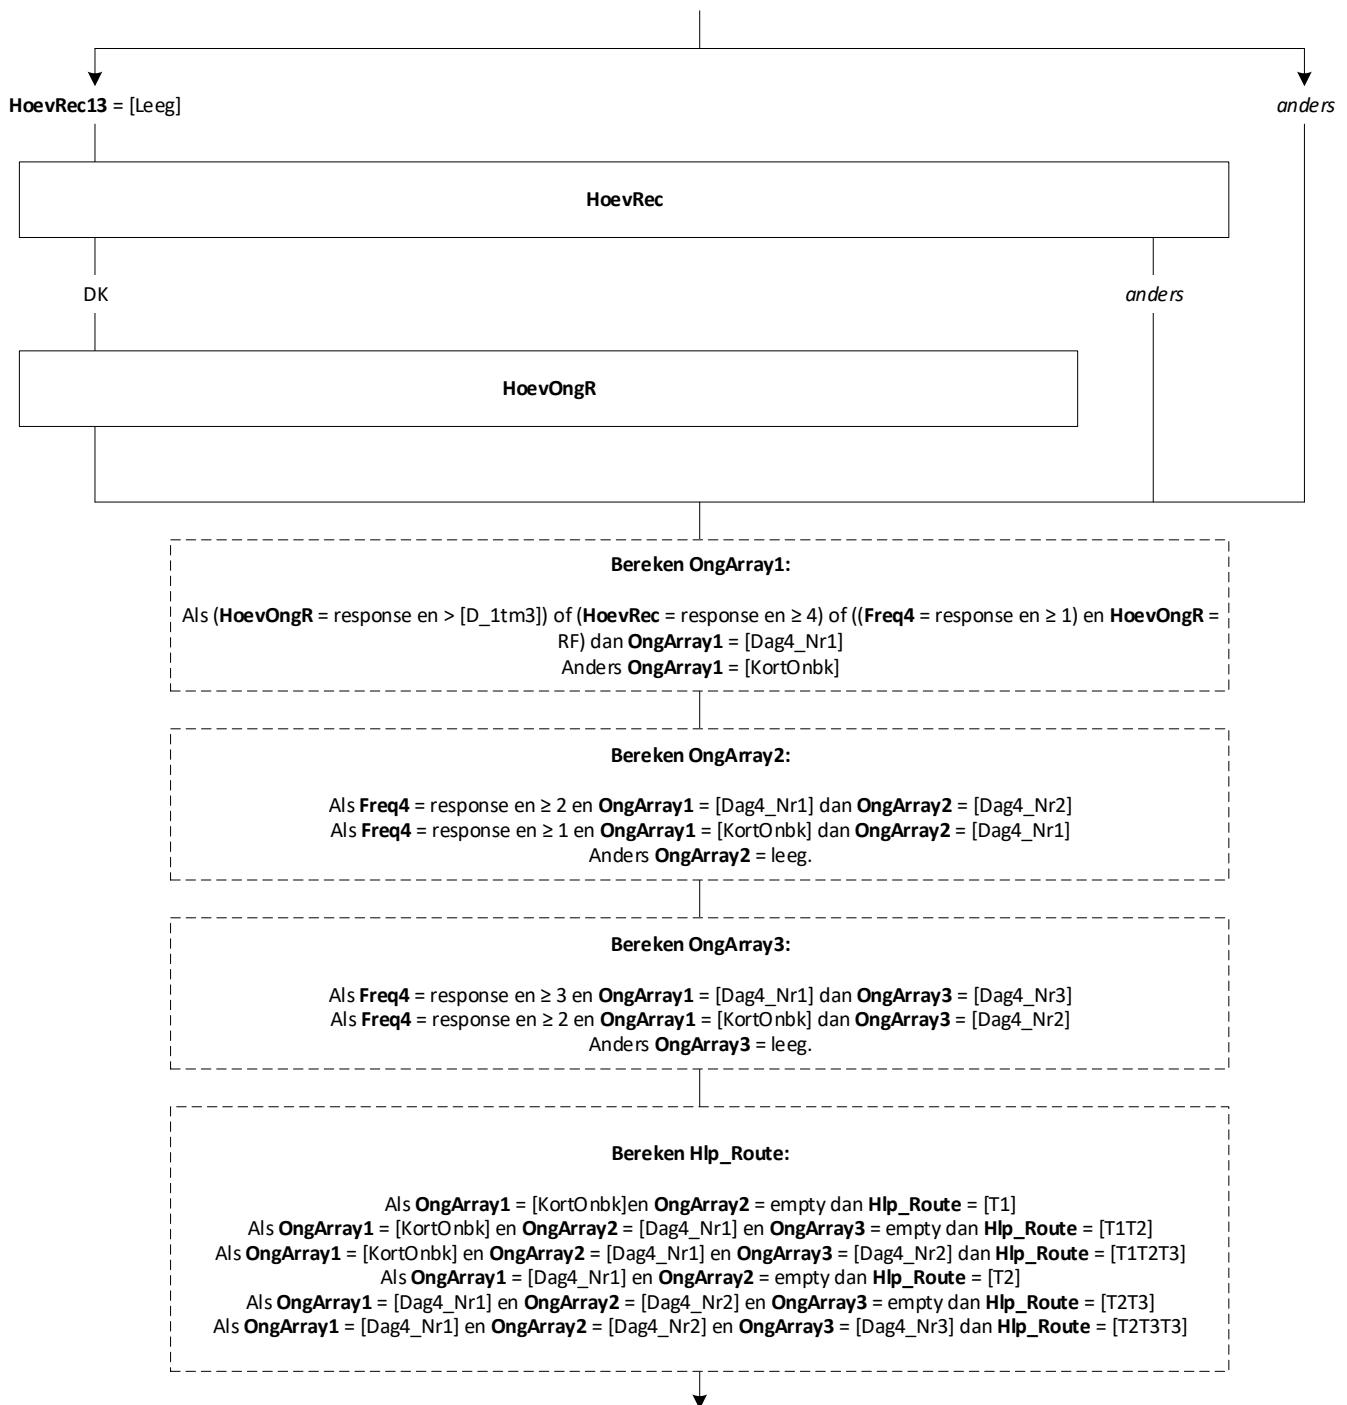 HoevRec13 = [Leeg]
anders
HoevRec
DK
anders
HoevOngR
Bereken OngArray1:
Als (HoevOngR = response en > [D_1tm3]) of (HoevRec = response en ≥ 4) of ((Freq4 = response en ≥ 1) en HoevOngR =
RF) dan OngArray1 = [Dag4_Nr1]
Anders OngArray1 = [KortOnbk]
Bereken OngArray2:
Als Freq4 = response en ≥ 2 en OngArray1 = [Dag4_Nr1] dan OngArray2 = [Dag4_Nr2]
Als Freq4 = response en ≥ 1 en OngArray1 = [KortOnbk] dan OngArray2 = [Dag4_Nr1]
Anders OngArray2 = leeg.
Bereken OngArray3:
Als Freq4 = response en ≥ 3 en OngArray1 = [Dag4_Nr1] dan OngArray3 = [Dag4_Nr3]
Als Freq4 = response en ≥ 2 en OngArray1 = [KortOnbk] dan OngArray3 = [Dag4_Nr2]
Anders OngArray3 = leeg.
Bereken Hlp_Route:
Als OngArray1 = [KortOnbk]en OngArray2 = empty dan Hlp_Route = [T1]
Als OngArray1 = [KortOnbk] en OngArray2 = [Dag4_Nr1] en OngArray3 = empty dan Hlp_Route = [T1T2]
Als OngArray1 = [KortOnbk] en OngArray2 = [Dag4_Nr1] en OngArray3 = [Dag4_Nr2] dan Hlp_Route = [T1T2T3]
Als OngArray1 = [Dag4_Nr1] en OngArray2 = empty dan Hlp_Route = [T2]
Als OngArray1 = [Dag4_Nr1] en OngArray2 = [Dag4_Nr2] en OngArray3 = empty dan Hlp_Route = [T2T3]
Als OngArray1 = [Dag4_Nr1] en OngArray2 = [Dag4_Nr2] en OngArray3 = [Dag4_Nr3] dan Hlp_Route = [T2T3T3]